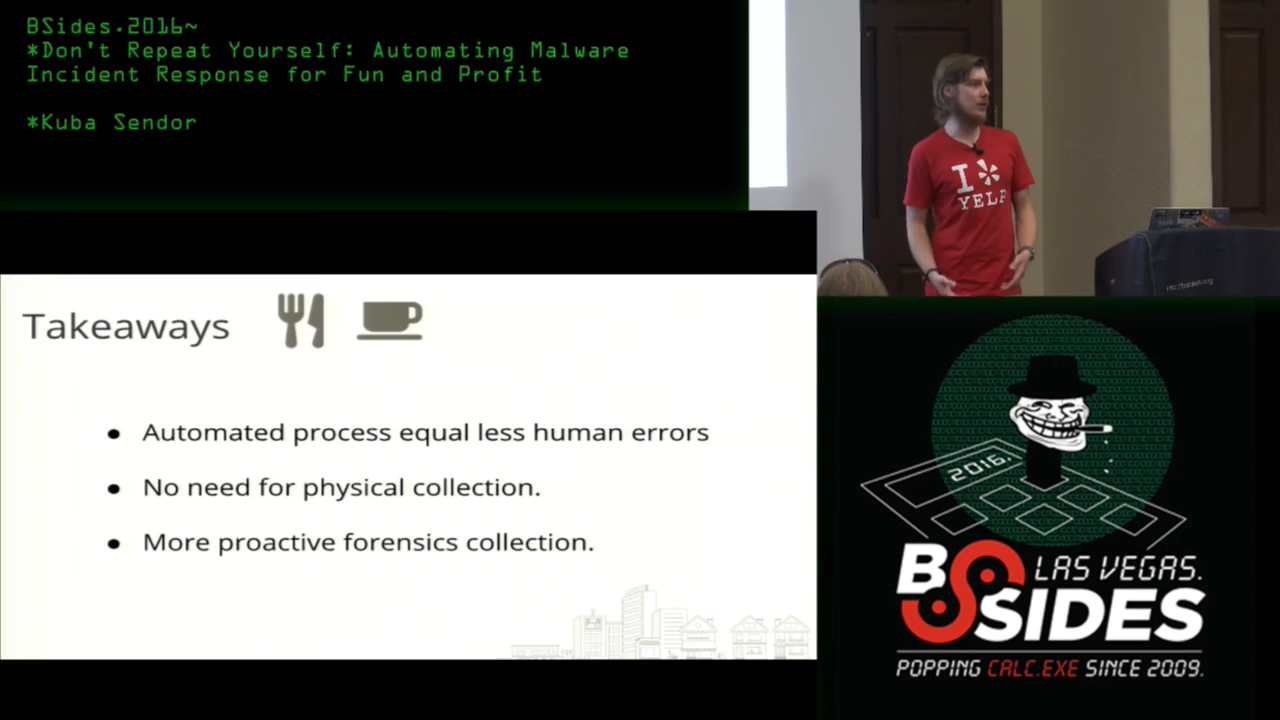 BSides.2016~
*Don't Repeat Yourself: Automating Malware
Incident Response for Fun and Profit
*Kuba Sendor
I
YELP
Takeaways
● Automated process equal less human errors
● No need for physical collection.
● More proactive forensics collection.
2016.
BSIDES
LAS VEGAS.
POPPING CALC.EXE SINCE 2009.